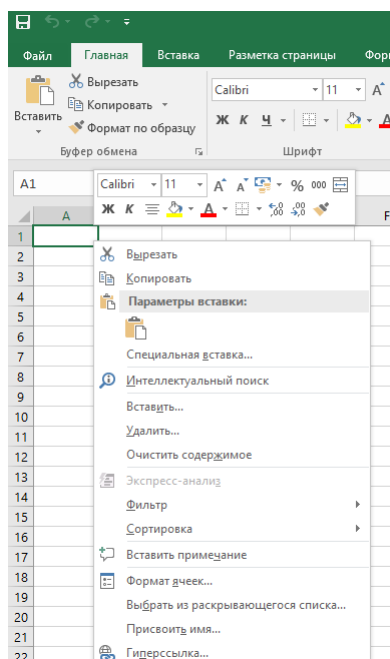 Файл Главная Вставка Разметка страницы Фор
Вырезать
Calibri 11 A
Копировать
Вставить
Формат по образцу
Ж К Ч A
Буфер обмена Шрифт
A1
Calibri 11 A A % 000
Ж К A ,00 ,0
A F
1
2 Вырезать
3 Копировать
4 Параметры вставки:
5
6
7 Специальная вставка...
8 Интеллектуальный поиск
9
10 Вставить...
11 Удалить...
12 Очистить содержимое
13 Экспресс-анализ
14 Фильтр
15
16 Сортировка
17 Вставить примечание
18 Формат ячеек...
19 Выбрать из раскрывающегося списка...
20
21 Присвоить имя...
22 Гиперссылка...